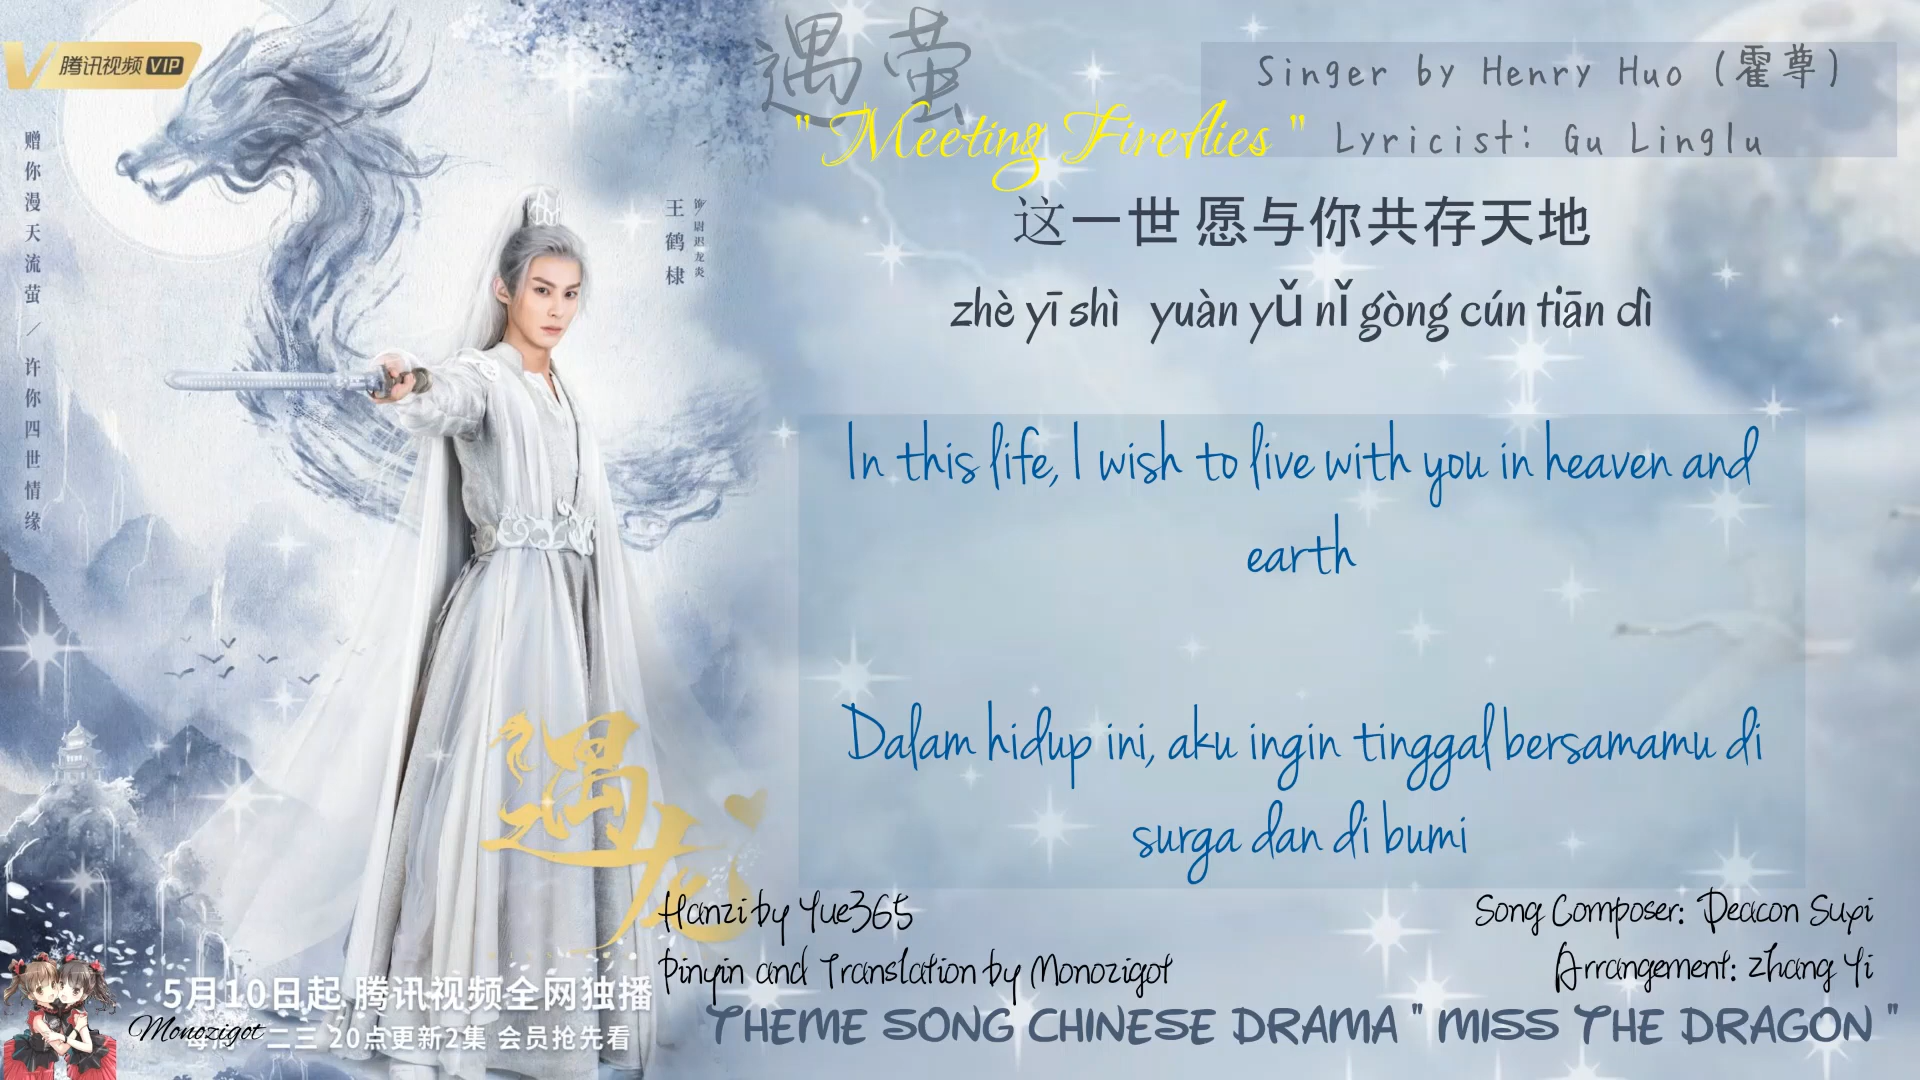 腾讯视频VIP
赠你漫天流萤／许你四世情缘
王鹤棣
饰／尉迟龙炎
遇龙
5月10日起 腾讯视频全网独播
二三 20点更新2集 会员抢先看
Monozigot
遇萤
" Meeting Fireflies "
Singer by Henry Huo (霍尊)
Lyricist: Gu Linglu
这一世 愿与你共存天地
zhè yī shì yuàn yǔ nǐ gòng cún tiān dì
In this life, I wish to live with you in heaven and
earth
Dalam hidup ini, aku ingin tinggal bersamamu di
surga dan di bumi
Hanzi by Yue365
Pinyin and Translation by Monozigot
Song Composer: Deacon Suxi
Arrangement: Zhang Yi
THEME SONG CHINESE DRAMA " MISS THE DRAGON "